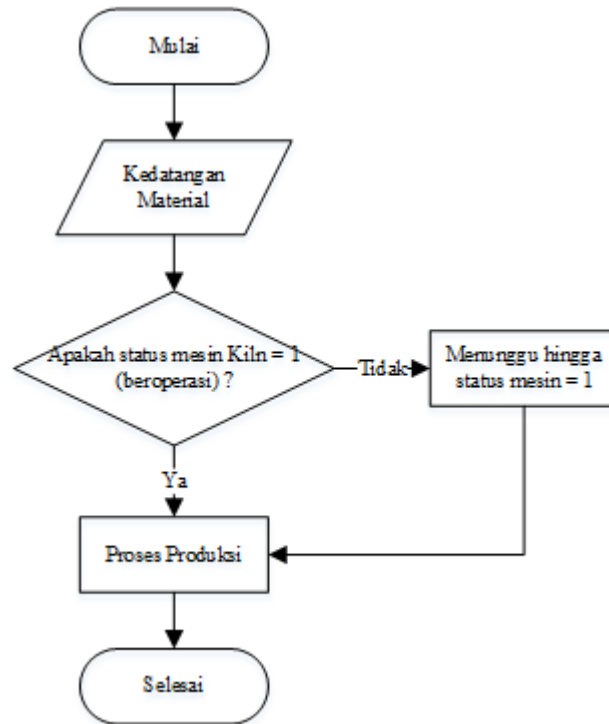 Mulai
Kedatangan
Material
Apakah status mesin Kiln = 1
(beroperasi) ?
Tidak
Menunggu hingga
status mesin = 1
Ya
Proses Produksi
Selesai